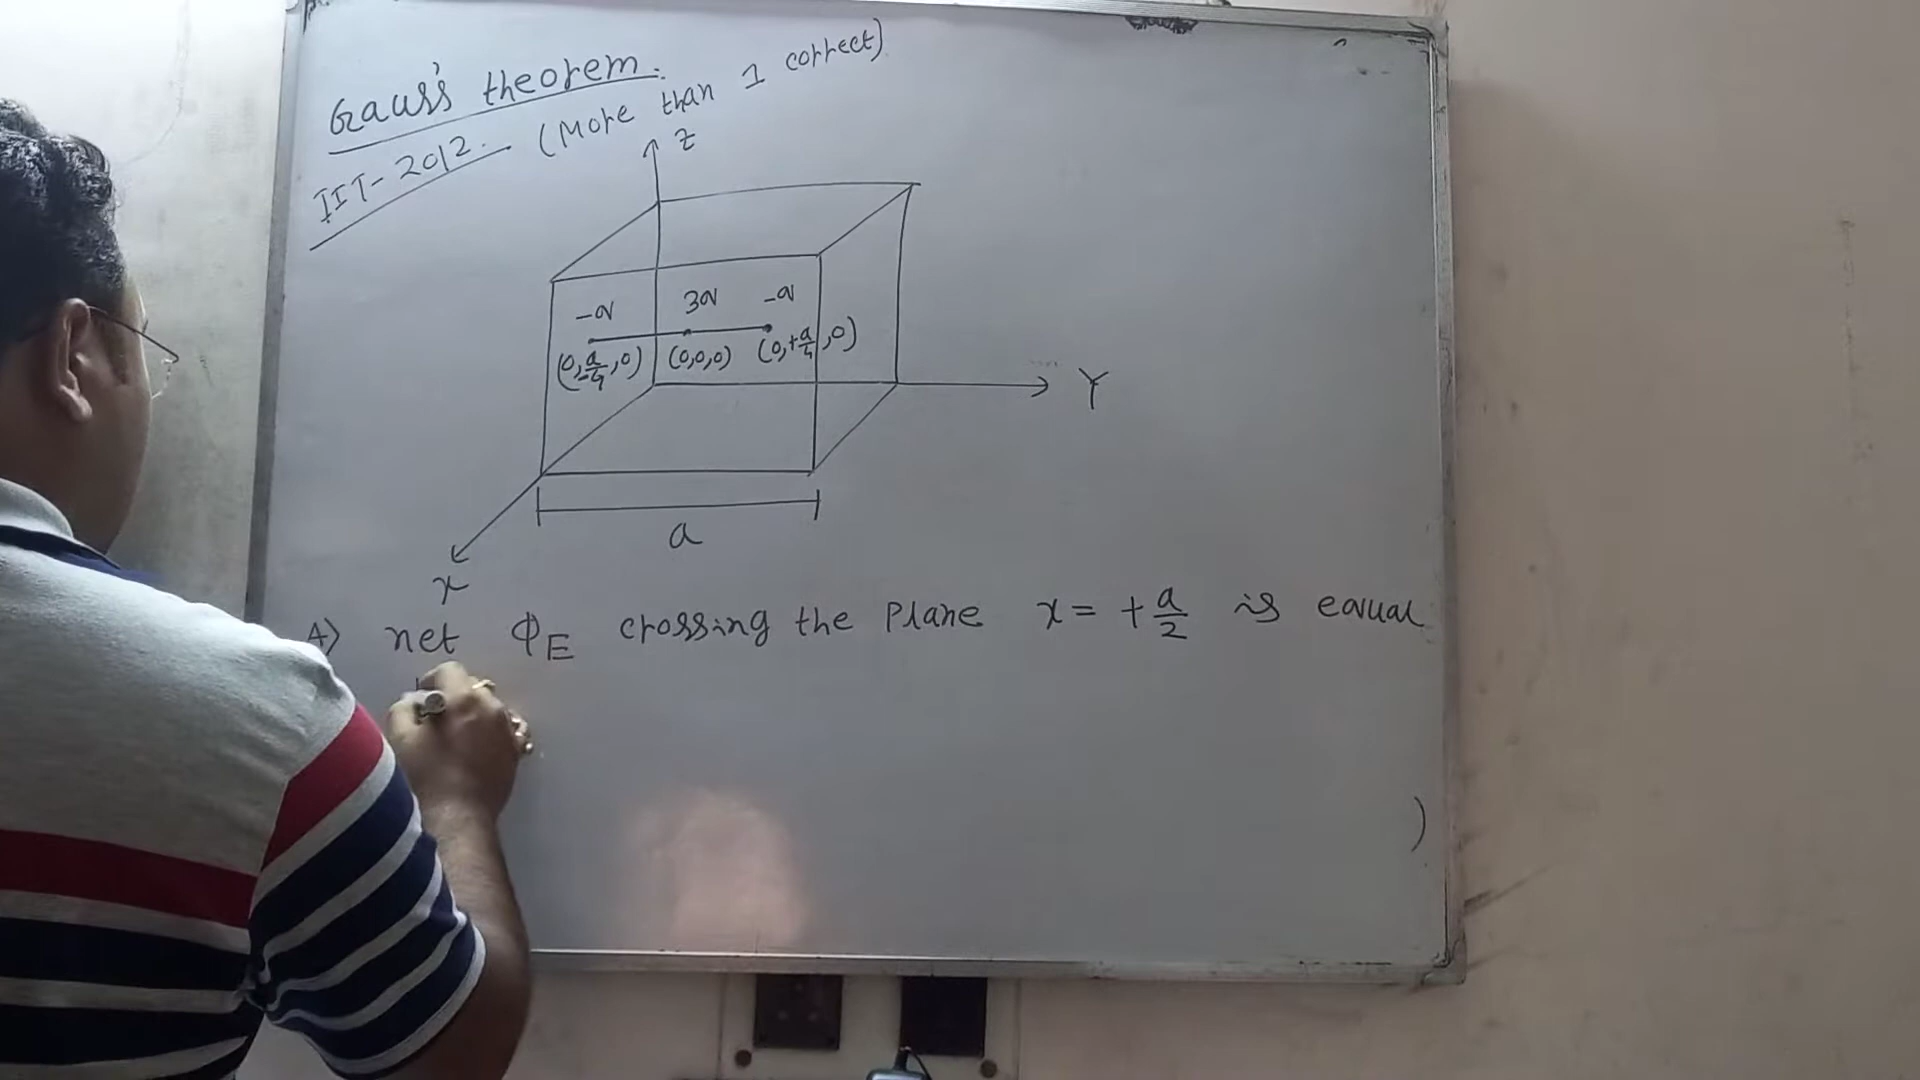 Gauss's theorem.
IIT-2012. (More than 1 correct)
Z
-q 3q -q
(0,-a/4,0) (0,0,0) (0,+a/4,0)
Y
a
x
A) net ΦE crossing the Plane x = +a/2 is equal
)